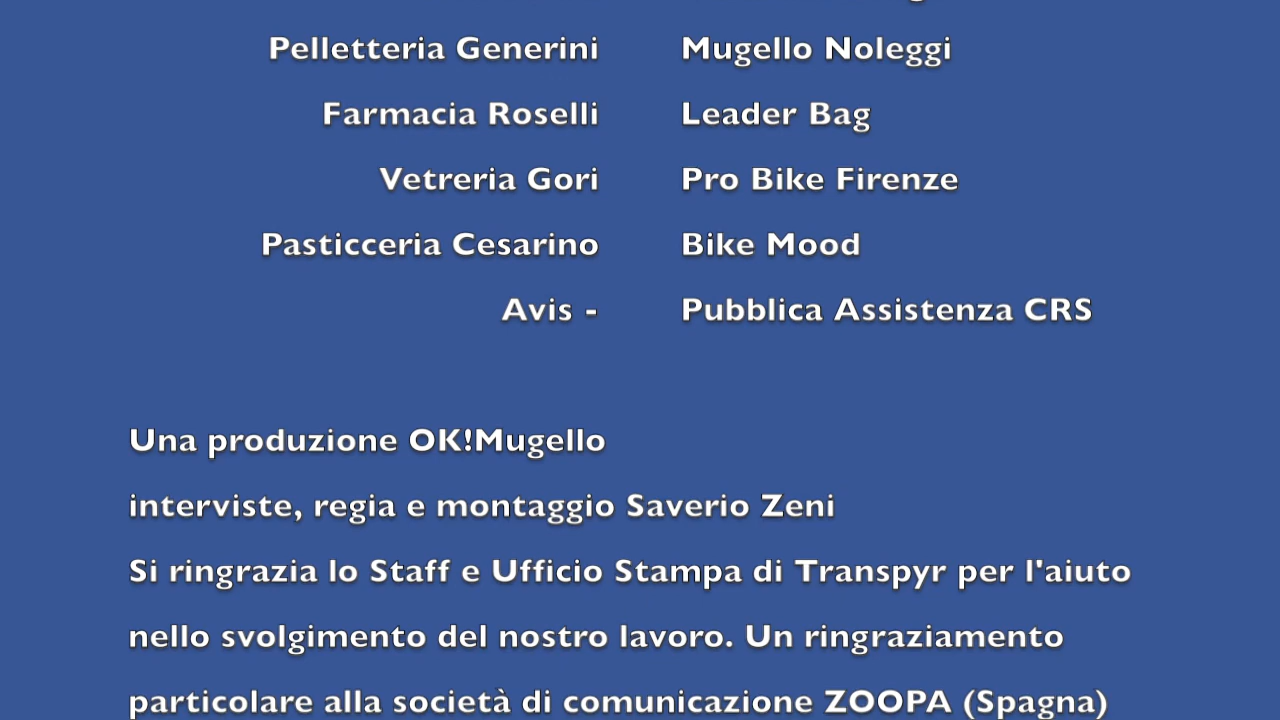 Pelletteria Generini Mugello Noleggi
Farmacia Roselli Leader Bag
Vetreria Gori Pro Bike Firenze
Pasticceria Cesarino Bike Mood
Avis - Pubblica Assistenza CRS
Una produzione OK!Mugello
interviste, regia e montaggio Saverio Zeni
Si ringrazia lo Staff e Ufficio Stampa di Transpyr per l'aiuto
nello svolgimento del nostro lavoro. Un ringraziamento
particolare alla società di comunicazione ZOOPA (Spagna)